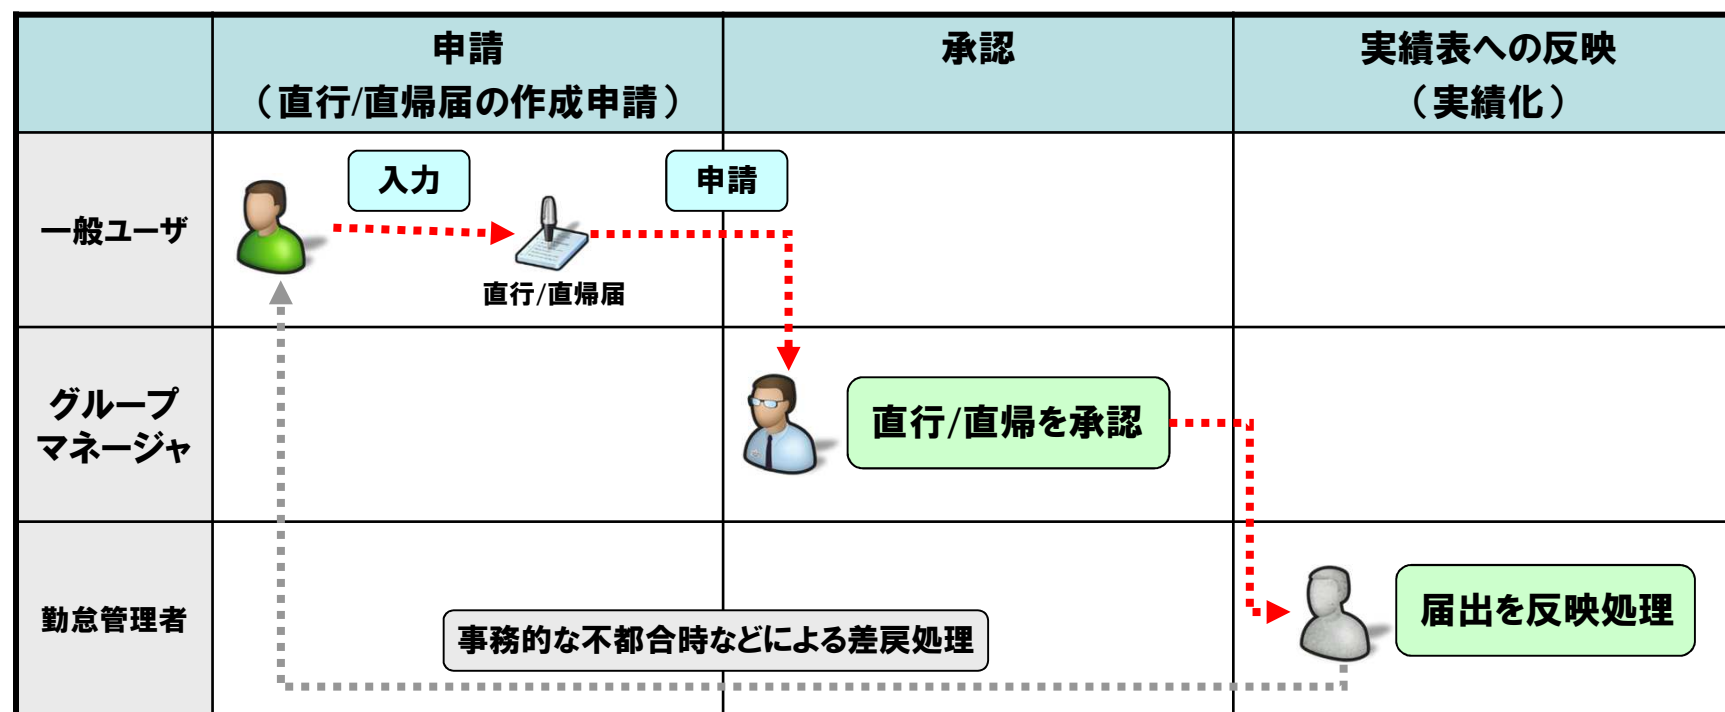 申請
（直行/直帰届の作成申請）
承認
実績表への反映
（実績化）
一般ユーザ
入力
申請
直行/直帰届
グループ
マネージャ
直行/直帰を承認
勤怠管理者
事務的な不都合時などによる差戻処理
届出を反映処理